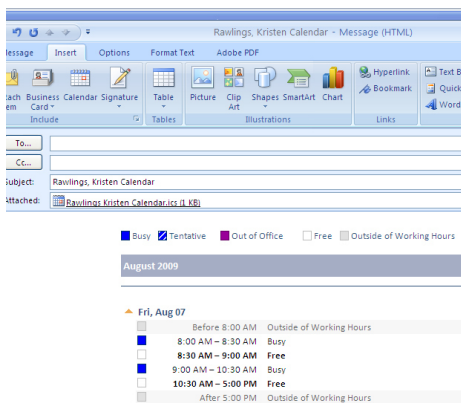 Rawlings, Kristen Calendar - Message (HTML)
Message Insert Options Format Text Adobe PDF
Business Card Calendar Signature Table Picture Clip Art Shapes SmartArt Chart Hyperlink Bookmark Text Quick Word
Include Tables Illustrations Links
To...
Cc...
Subject: Rawlings, Kristen Calendar
Attached: Rawlings Kristen Calendar.ics (1 KB)
Busy Tentative Out of Office Free Outside of Working Hours
August 2009
Fri, Aug 07
Before 8:00 AM Outside of Working Hours
8:00 AM – 8:30 AM Busy
8:30 AM – 9:00 AM Free
9:00 AM – 10:30 AM Busy
10:30 AM – 5:00 PM Free
After 5:00 PM Outside of Working Hours